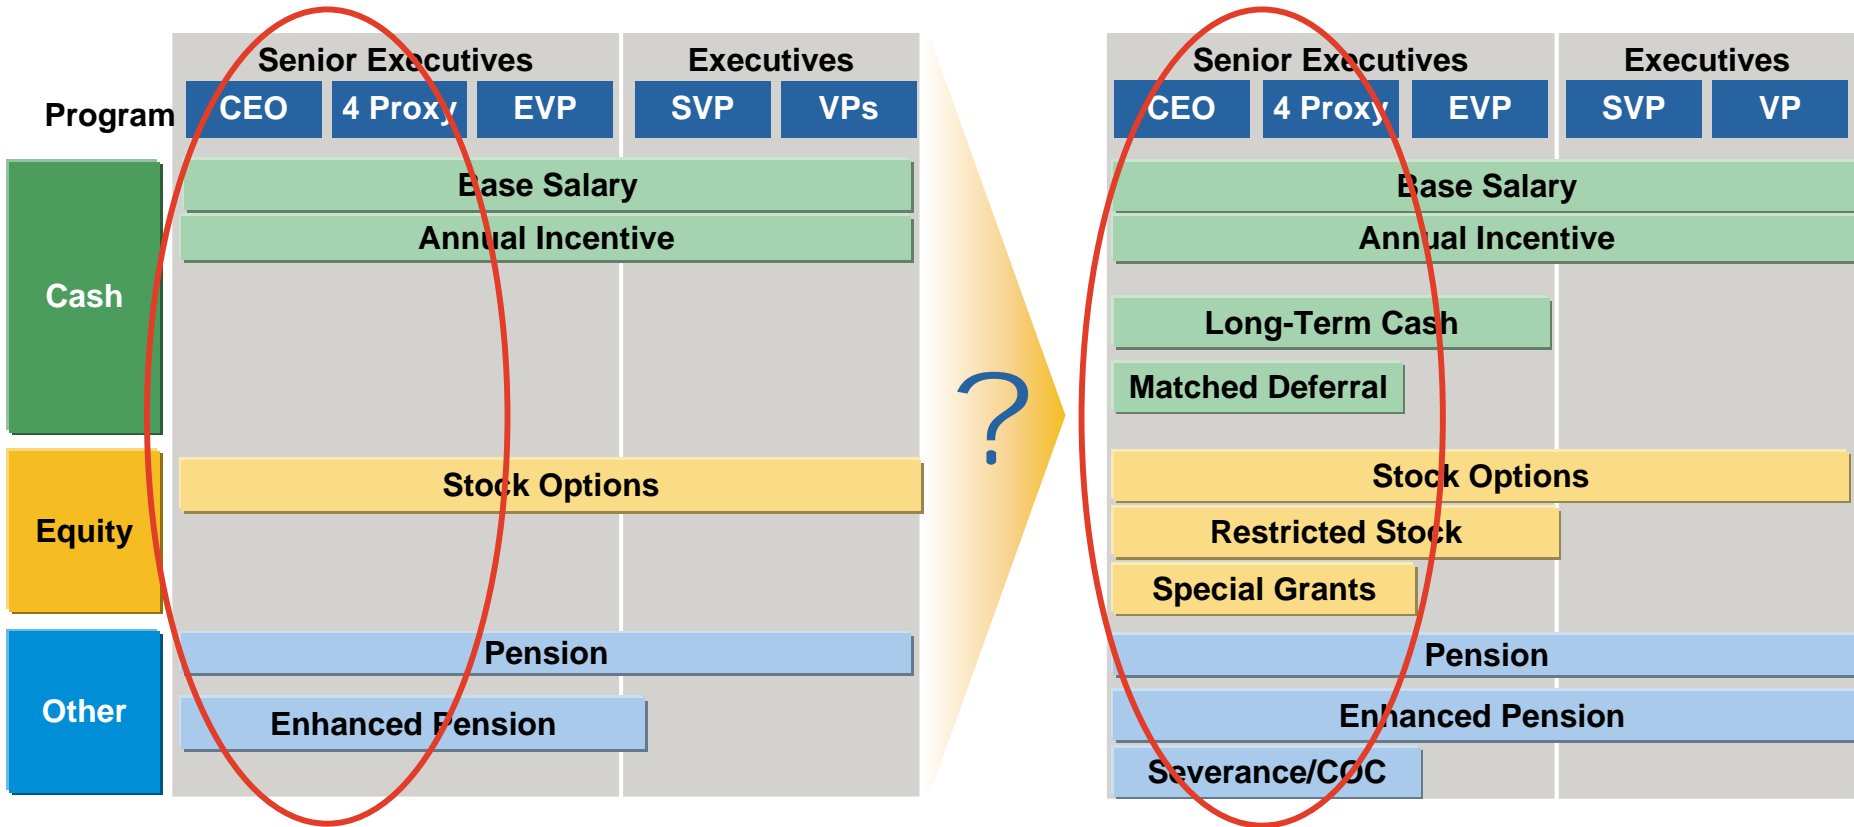 Senior Executives
Executives
Program
CEO
4 Proxy
EVP
SVP
VPs
Cash
Base Salary
Annual Incentive
Equity
Stock Options
Other
Pension
Enhanced Pension
?
Senior Executives
Executives
CEO
4 Proxy
EVP
SVP
VP
Base Salary
Annual Incentive
Long-Term Cash
Matched Deferral
Stock Options
Restricted Stock
Special Grants
Pension
Enhanced Pension
Severance/COC